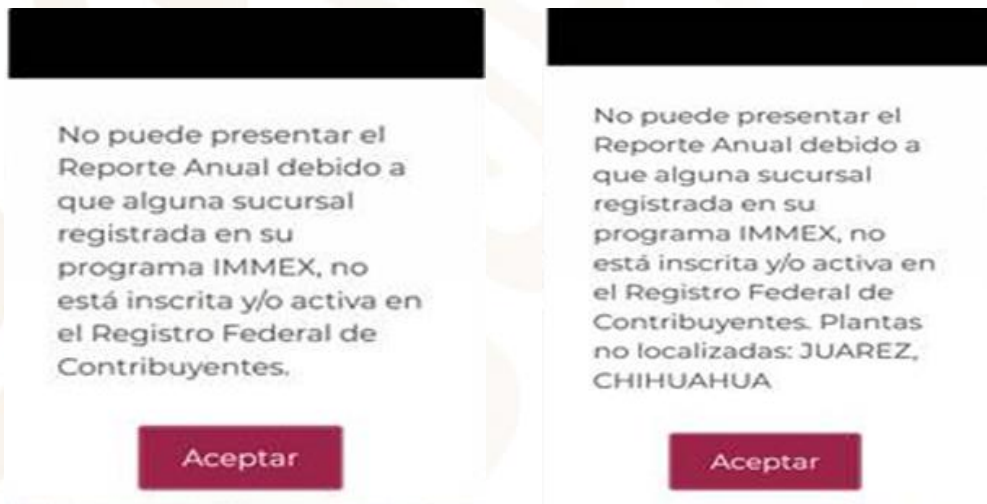 No puede presentar el
Reporte Anual debido a
que alguna sucursal
registrada en su
programa IMMEX, no
está inscrita y/o activa en
el Registro Federal de
Contribuyentes.
Aceptar
No puede presentar el
Reporte Anual debido a
que alguna sucursal
registrada en su
programa IMMEX, no
está inscrita y/o activa en
el Registro Federal de
Contribuyentes. Plantas
no localizadas: JUAREZ,
CHIHUAHUA
Aceptar